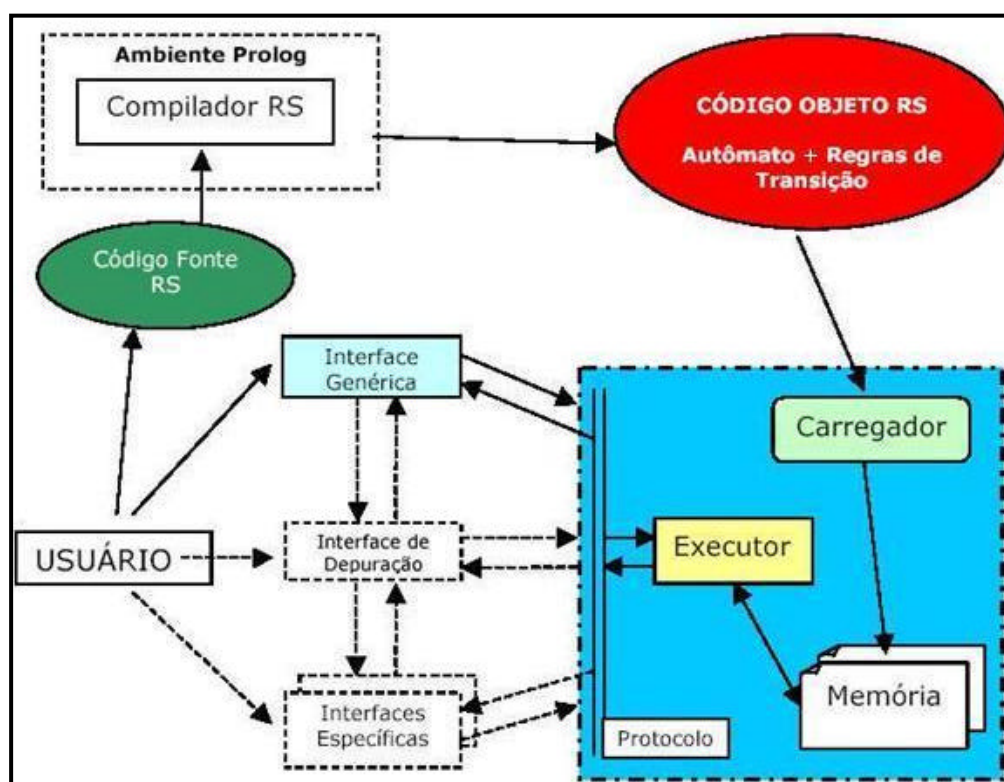 Ambiente Prolog
Compilador RS
CÓDIGO OBJETO RS
Autômato + Regras de
Transição
Código Fonte
RS
Interface
Genérica
Carregador
USUÁRIO
Interface de
Depuração
Executor
Interfaces
Específicas
Memória
Protocolo